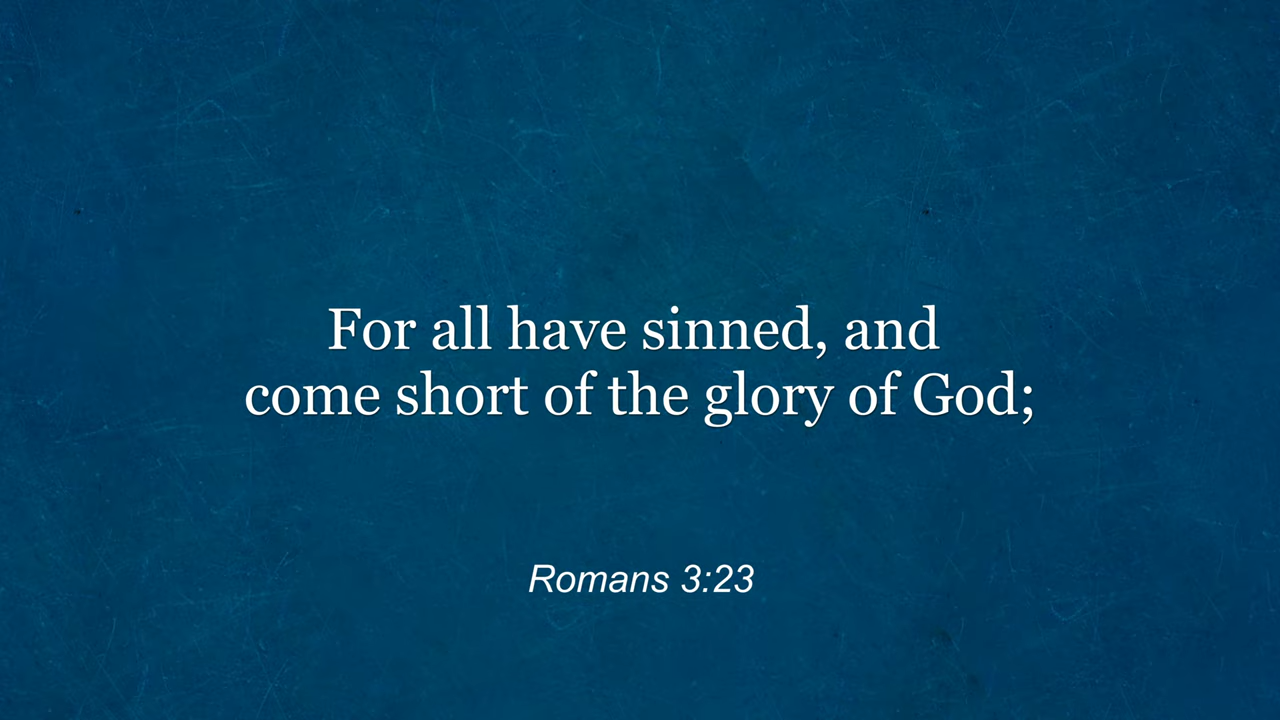 For all have sinned, and
come short of the glory of God;
Romans 3:23